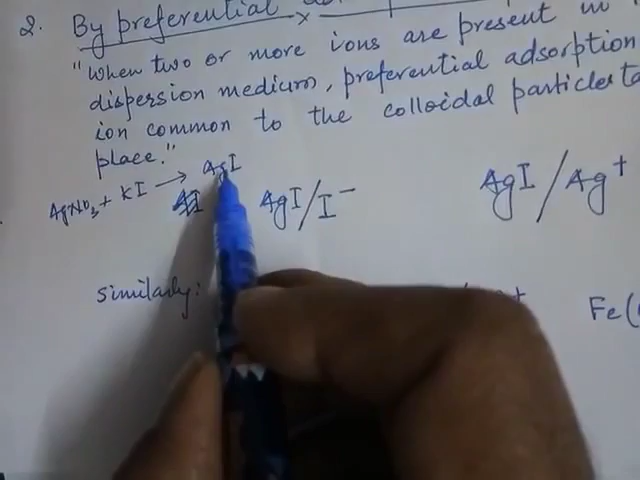 2. By preferential
"When two or more ions are present in
dispersion medium, preferential adsorption
ion common to the colloidal particles
place."
AgNO3 + KI → AgI
AgI/I⁻ AgI/Ag⁺
similarly: Fe(